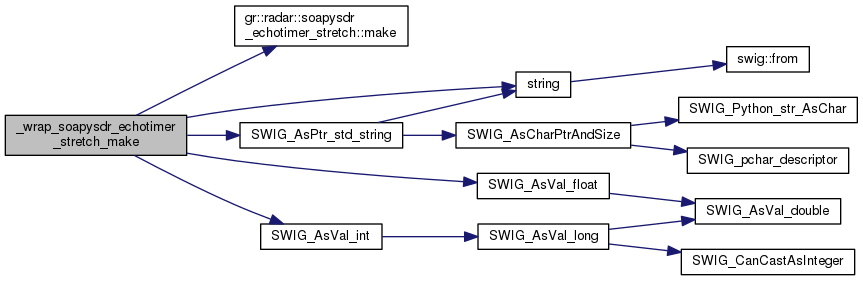 gr::radar::soapysdr
_echotimer_stretch::make
swig::from
string
SWIG_Python_str_AsChar
_wrap_soapysdr_echotimer
_stretch_make
SWIG_AsPtr_std_string
SWIG_AsCharPtrAndSize
SWIG_pchar_descriptor
SWIG_AsVal_float
SWIG_AsVal_double
SWIG_AsVal_int
SWIG_AsVal_long
SWIG_CanCastAsInteger